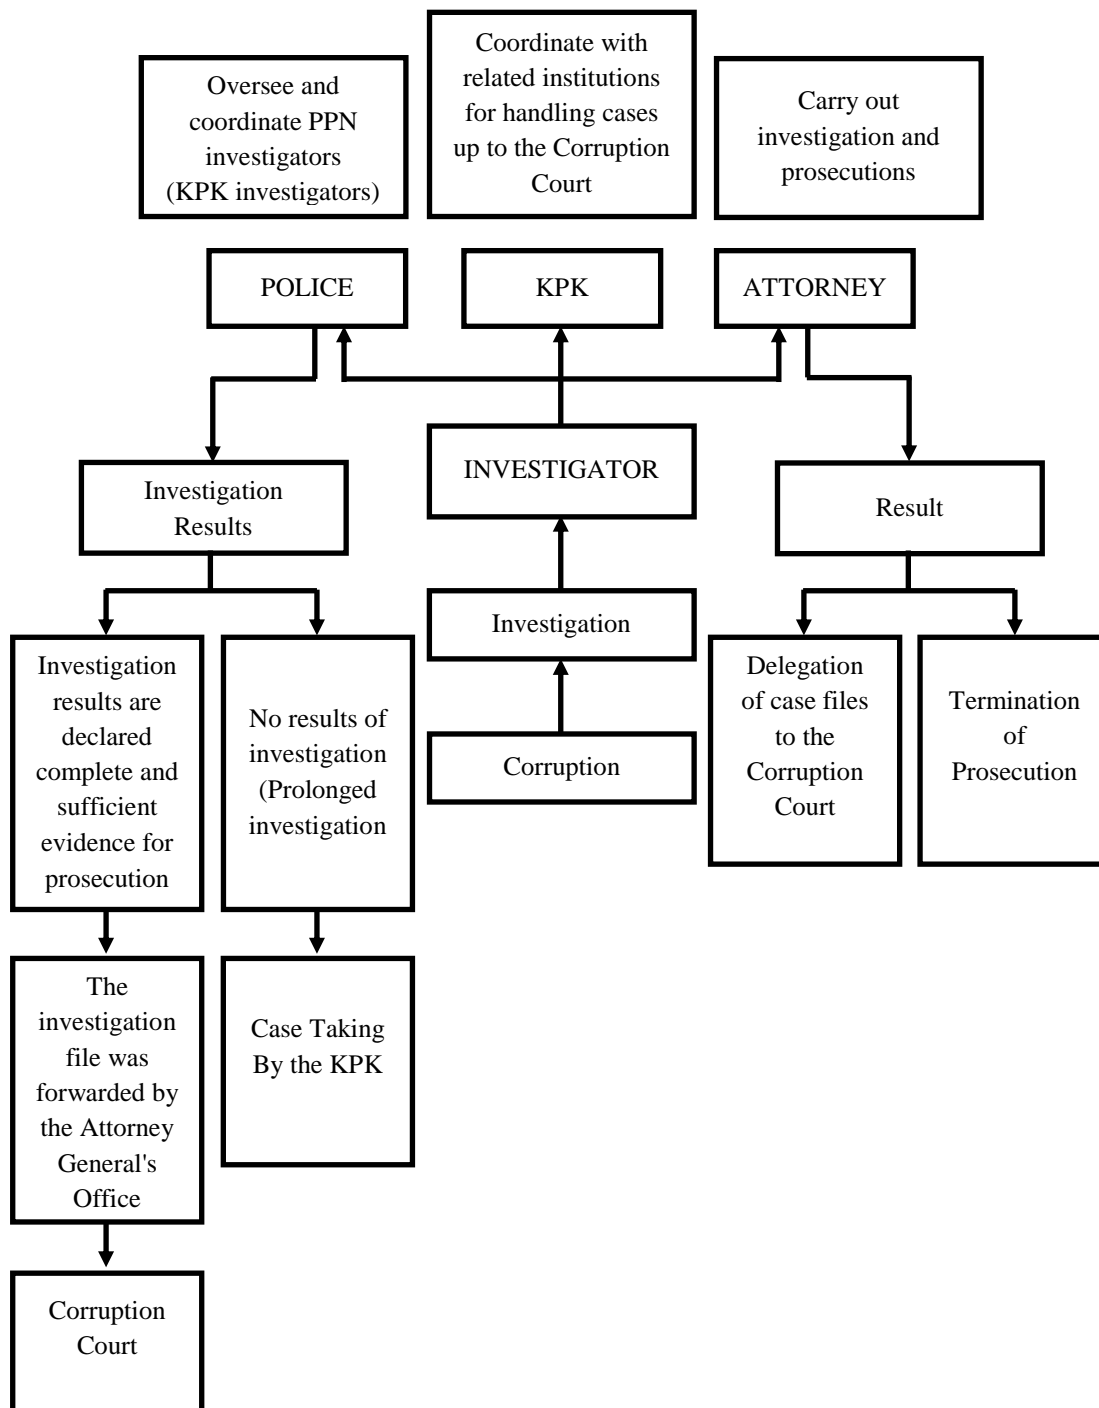 Oversee and
coordinate PPN
investigators
(KPK investigators)
Coordinate with
related institutions
for handling cases
up to the Corruption
Court
Carry out
investigation and
prosecutions
POLICE
KPK
ATTORNEY
Investigation
Results
INVESTIGATOR
Result
Investigation
Corruption
Investigation
results are
declared
complete and
sufficient
evidence for
prosecution
No results of
investigation
(Prolonged
investigation
Delegation
of case files
to the
Corruption
Court
Termination
of
Prosecution
The
investigation
file was
forwarded by
the Attorney
General's
Office
Case Taking
By the KPK
Corruption
Court